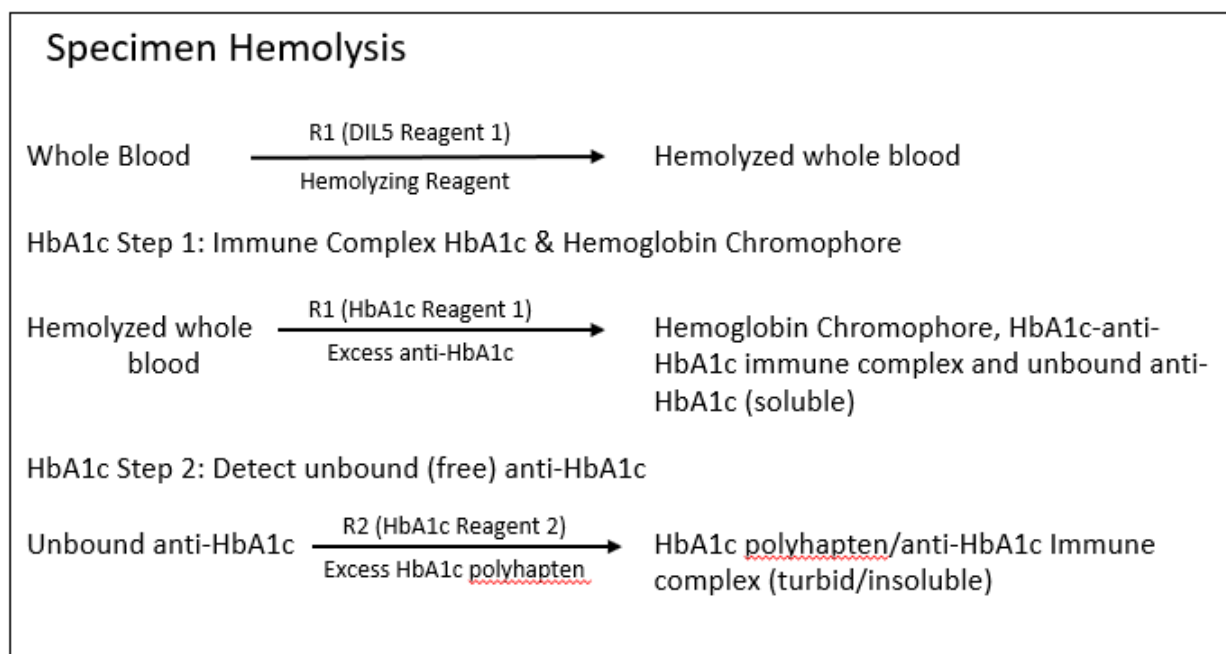 Specimen Hemolysis
R1 (DIL5 Reagent 1)
Whole Blood
Hemolyzed whole blood
Hemolyzing Reagent
HbA1c Step 1: Immune Complex HbA1c & Hemoglobin Chromophore
R1 (HbA1c Reagent 1)
Hemolyzed whole
blood
Excess anti-HbA1c
Hemoglobin Chromophore, HbA1c-anti-
HbA1c immune complex and unbound anti-
HbA1c (soluble)
HbA1c Step 2: Detect unbound (free) anti-HbA1c
R2 (HbA1c Reagent 2)
Unbound anti-HbA1c
Excess HbA1c polyhapten
HbA1c polyhapten/anti-HbA1c Immune
complex (turbid/insoluble)